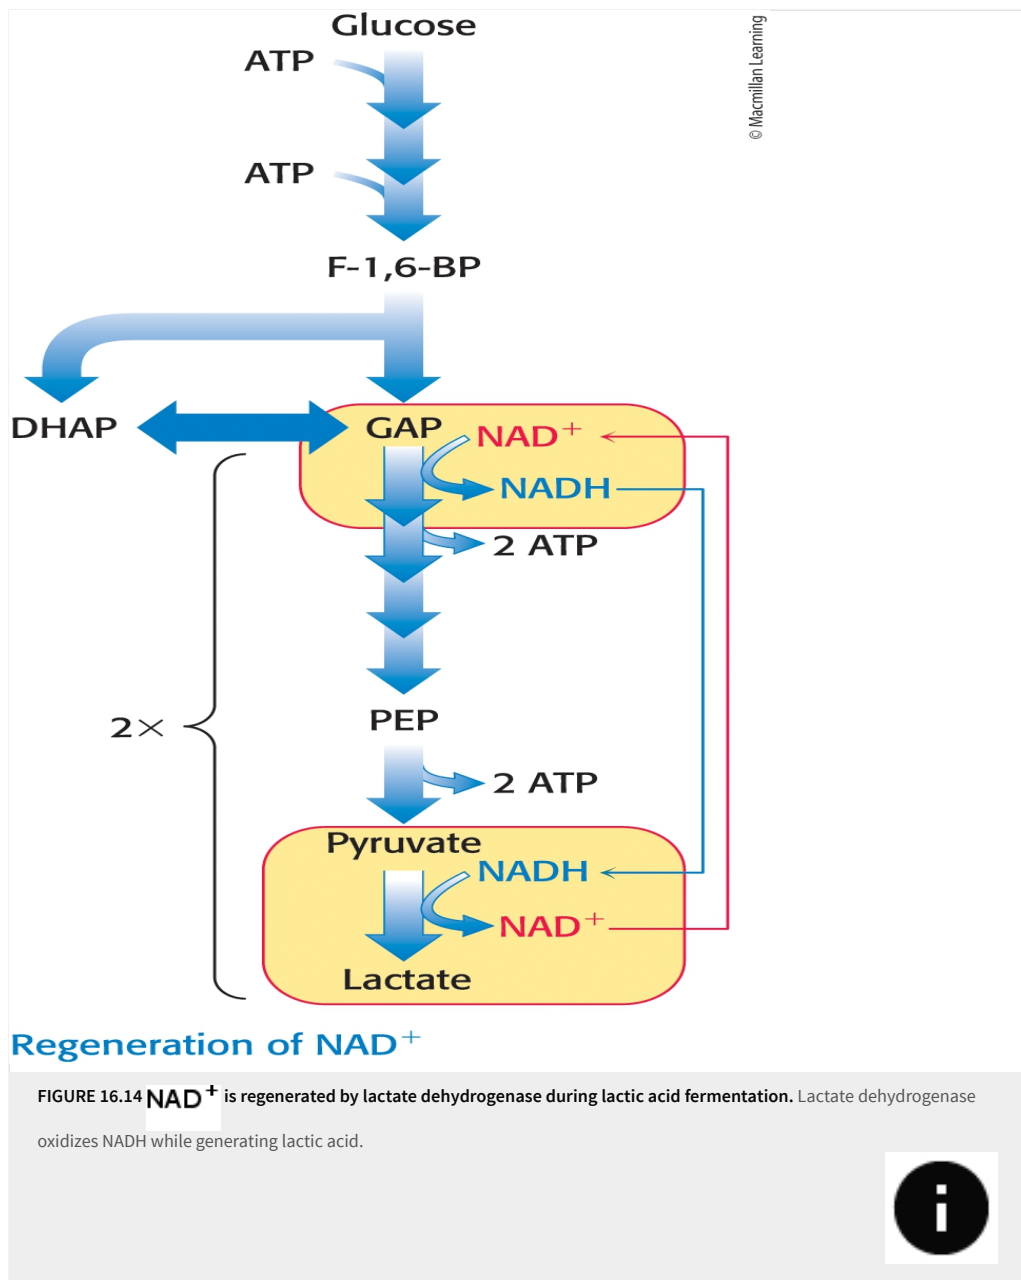 Glucose
© Macmillan Learning
ATP
ATP
F-1,6-BP
DHAP
GAP
NAD+
NADH
2 ATP
2×
PEP
2 ATP
Pyruvate
NADH
NAD+
Lactate
Regeneration of NAD+
FIGURE 16.14 NAD+ is regenerated by lactate dehydrogenase during lactic acid fermentation. Lactate dehydrogenase
oxidizes NADH while generating lactic acid.
i